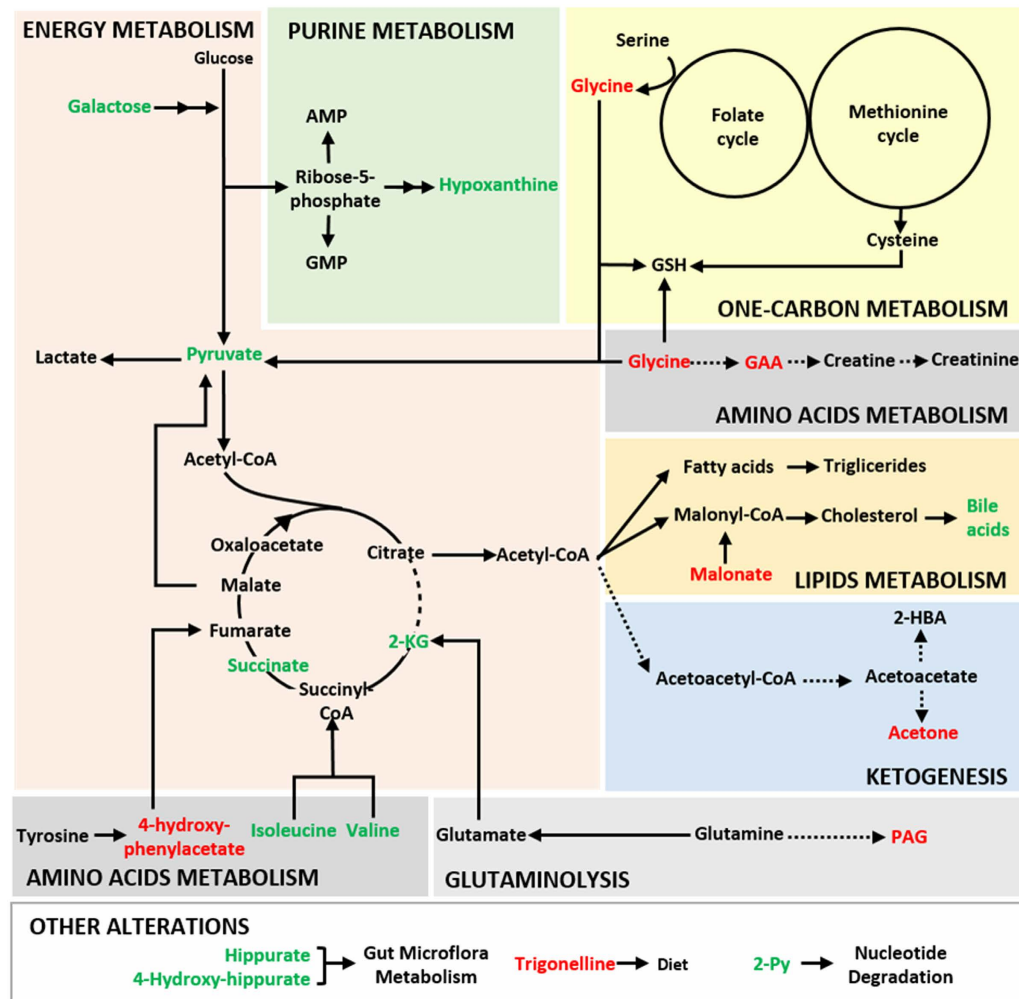 ENERGY METABOLISM
Glucose
Galactose
Pyruvate
Lactate
Acetyl-CoA
Oxaloacetate
Citrate
Acetyl-CoA
Malate
Fumarate
2-KG
Succinate
Succinyl-
CoA
PURINE METABOLISM
AMP
Ribose-5-
phosphate
Hypoxanthine
GMP
Serine
Glycine
Folate
cycle
Methionine
cycle
Cysteine
GSH
ONE-CARBON METABOLISM
Glycine
GAA
Creatine
Creatinine
AMINO ACIDS METABOLISM
Fatty acids
Triglicerides
Malonyl-CoA
Cholesterol
Bile
acids
Malonate
LIPIDS METABOLISM
2-HBA
Acetoacetyl-CoA
Acetoacetate
Acetone
KETOGENESIS
Tyrosine
4-hydroxy-
phenylacetate
Isoleucine
Valine
AMINO ACIDS METABOLISM
Glutamate
Glutamine
PAG
GLUTAMINOLYSIS
OTHER ALTERATIONS
Hippurate
4-Hydroxy-hippurate
Gut Microflora
Metabolism
Trigonelline
Diet
2-Py
Nucleotide
Degradation